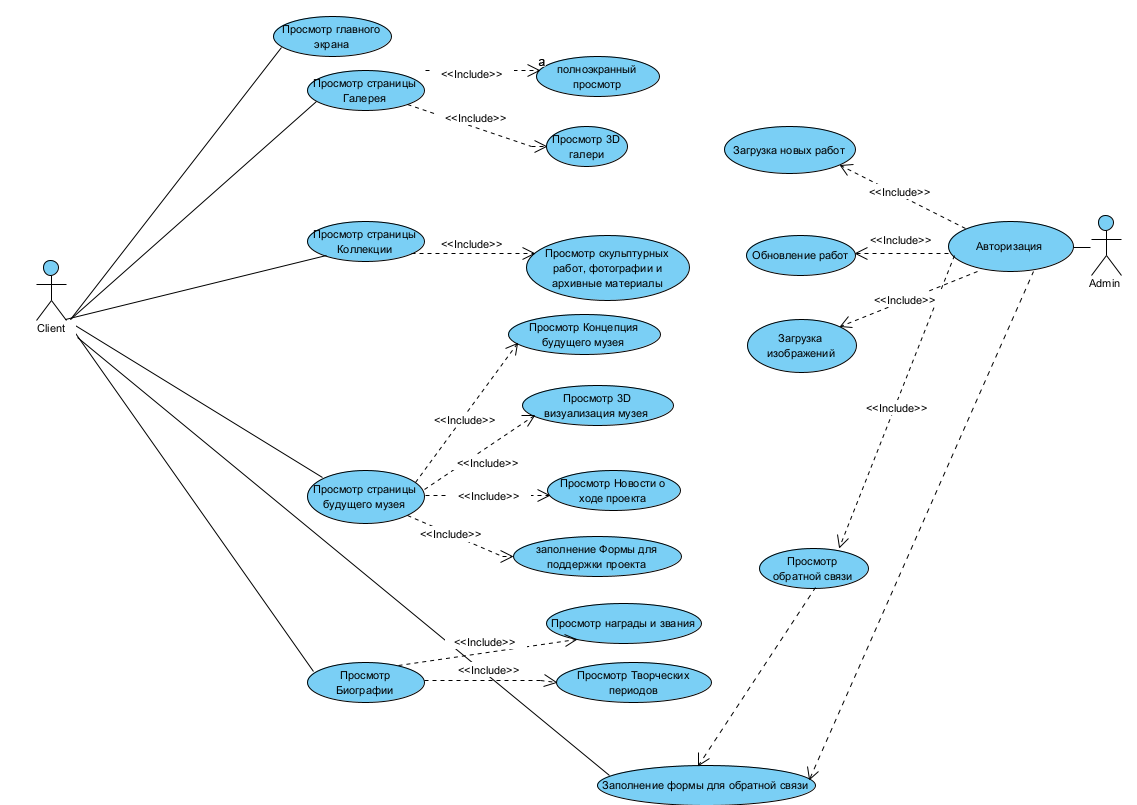 Просмотр главного
экрана
Просмотр страницы
Галерея
<<Include>>
а
полноэкранный
просмотр
<<Include>>
Просмотр 3D
галери
Загрузка новых работ
<<Include>>
Просмотр страницы
Коллекции
<<Include>>
Просмотр скульптурных
работ, фотографии и
архивные материалы
Обновление работ
<<Include>>
Авторизация
Admin
<<Include>>
Загрузка
изображений
Client
Просмотр Концепция
будущего музея
<<Include>>
Просмотр 3D
визуализация музея
<<Include>>
<<Include>>
Просмотр страницы
будущего музея
<<Include>>
Просмотр Новости о
ходе проекта
<<Include>>
заполнение Формы для
поддержки проекта
Просмотр
обратной связи
Просмотр награды и звания
<<Include>>
Просмотр
Биографии
<<Include>>
Просмотр Творческих
периодов
Заполнение формы для обратной связи